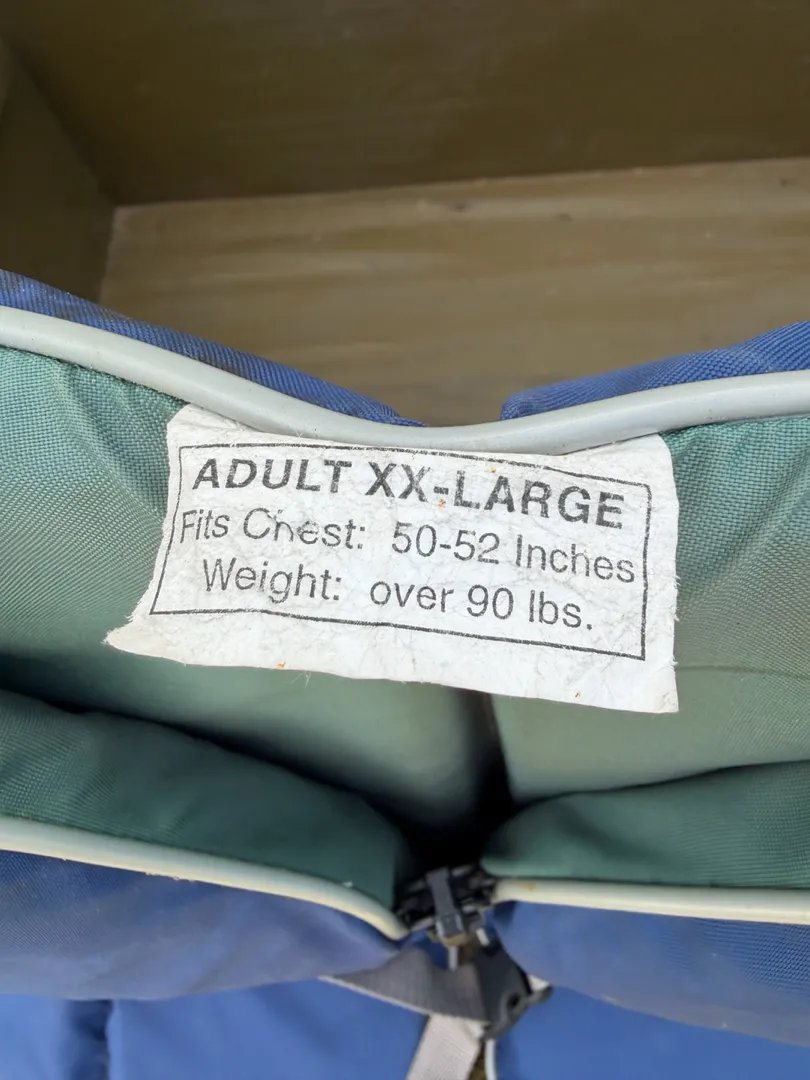 ADULT XX-LARGE
Fits Chest: 50-52 Inches
Weight: over 90 lbs.